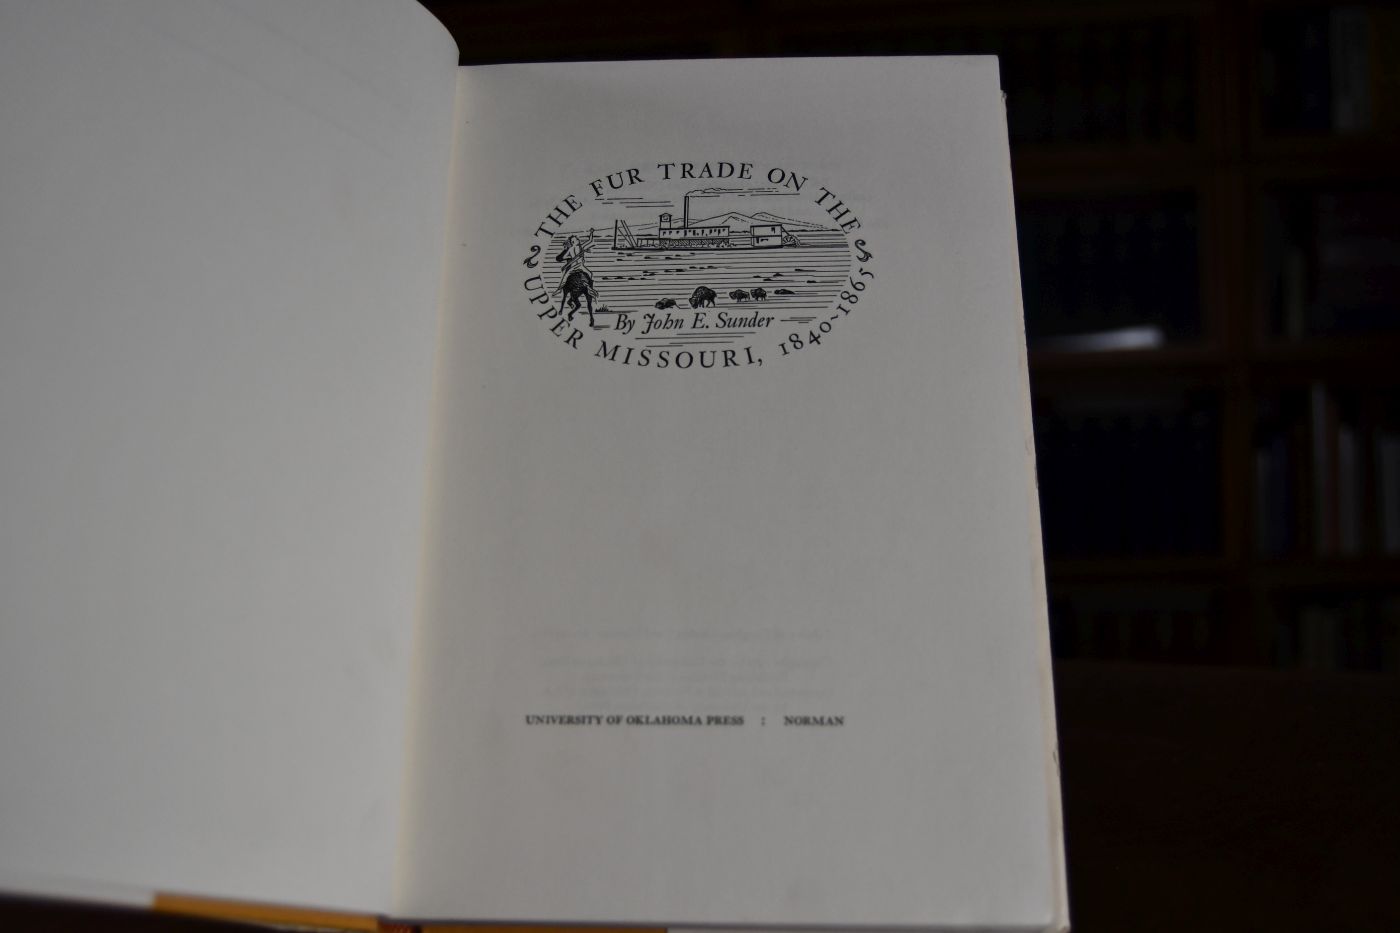 THE FUR TRADE ON THE
UPPER MISSOURI, 1840~1865
By John E. Sunder
UNIVERSITY OF OKLAHOMA PRESS : NORMAN